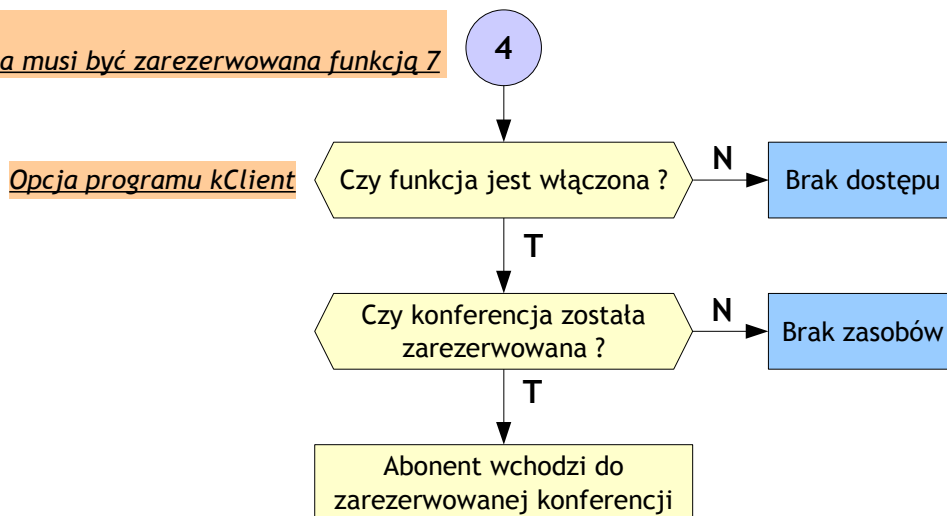 a musi być zarezerwowana funkcją 7
4
Opcja programu kClient
Czy funkcja jest włączona ?
N
Brak dostępu
T
Czy konferencja została
zarezerwowana ?
N
Brak zasobów
T
Abonent wchodzi do
zarezerwowanej konferencji